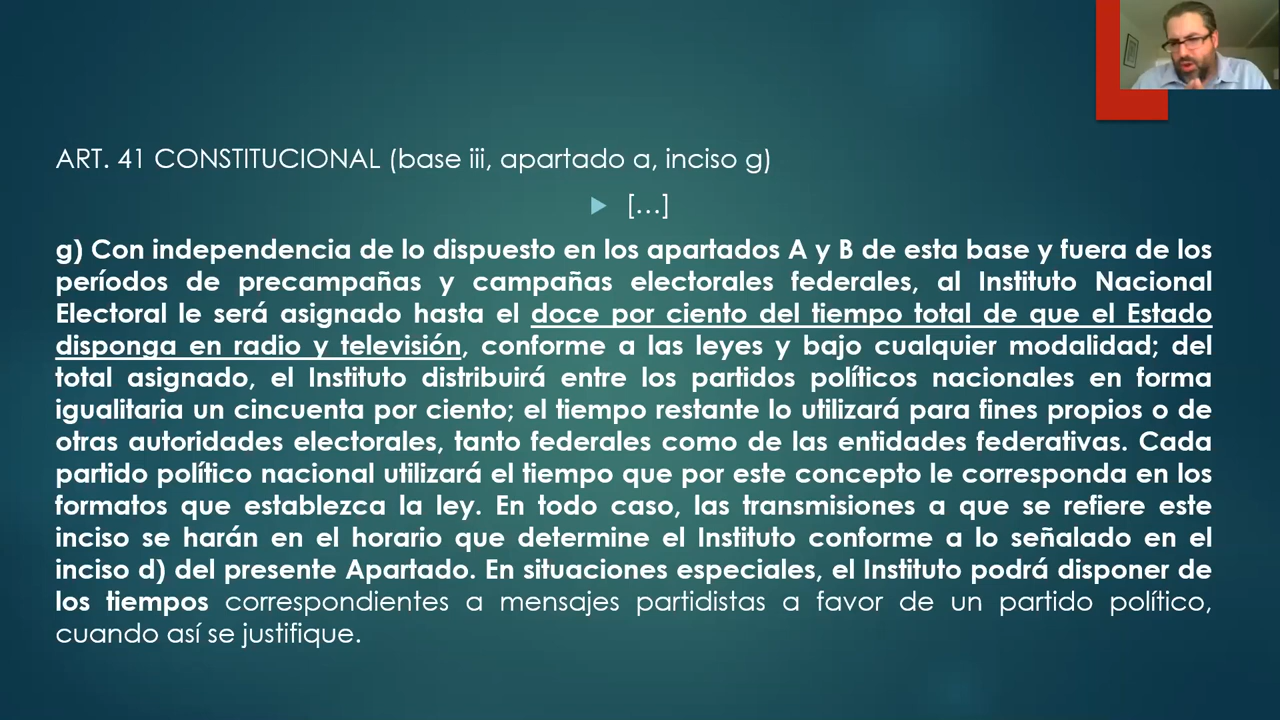 ART. 41 CONSTITUCIONAL (base iii, apartado a, inciso g)
[…]
g) Con independencia de lo dispuesto en los apartados A y B de esta base y fuera de los
períodos de precampañas y campañas electorales federales, al Instituto Nacional
Electoral le será asignado hasta el doce por ciento del tiempo total de que el Estado
disponga en radio y televisión, conforme a las leyes y bajo cualquier modalidad; del
total asignado, el Instituto distribuirá entre los partidos políticos nacionales en forma
igualitaria un cincuenta por ciento; el tiempo restante lo utilizará para fines propios o de
otras autoridades electorales, tanto federales como de las entidades federativas. Cada
partido político nacional utilizará el tiempo que por este concepto le corresponda en los
formatos que establezca la ley. En todo caso, las transmisiones a que se refiere este
inciso se harán en el horario que determine el Instituto conforme a lo señalado en el
inciso d) del presente Apartado. En situaciones especiales, el Instituto podrá disponer de
los tiempos correspondientes a mensajes partidistas a favor de un partido político,
cuando así se justifique.